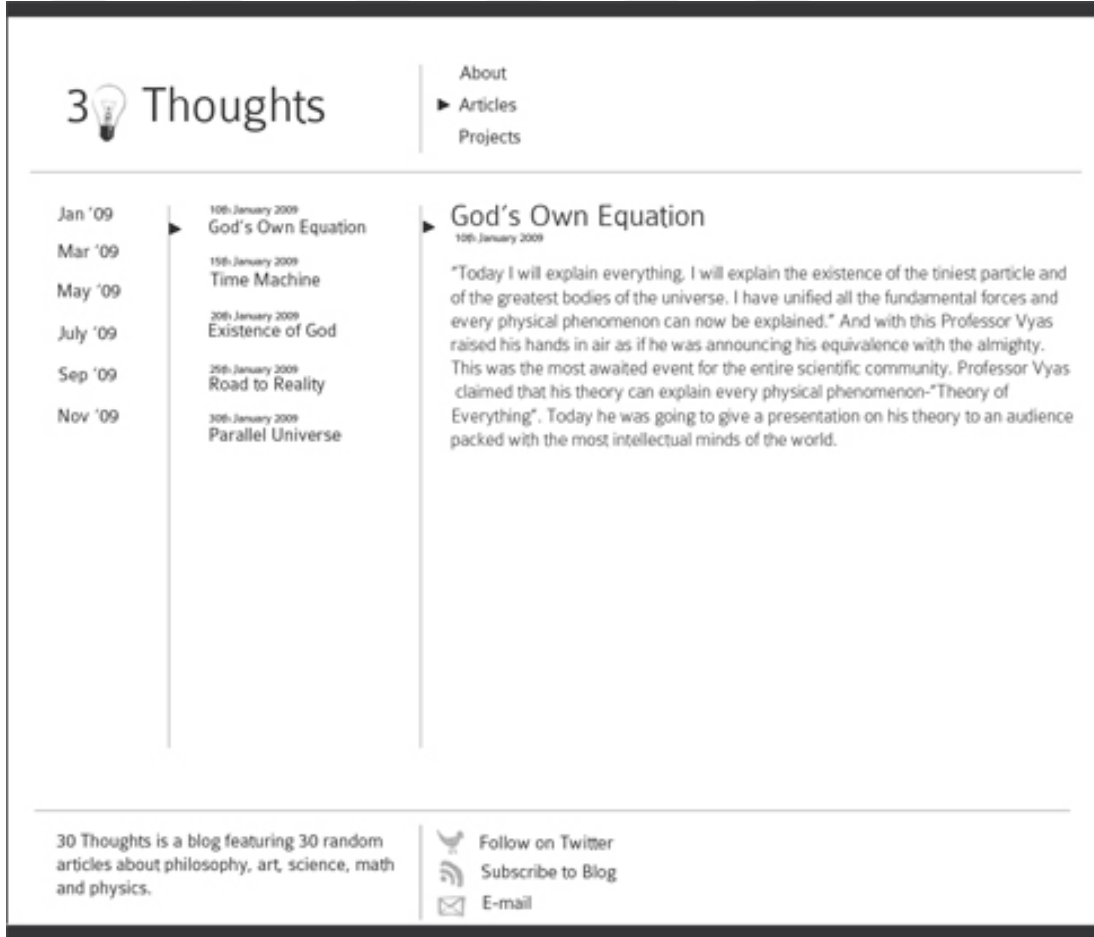 3 Thoughts
About
Articles
Projects
Jan '09
Mar '09
May '09
July '09
Sep '09
Nov '09
10th January 2009
God's Own Equation
15th January 2009
Time Machine
20th January 2009
Existence of God
25th January 2009
Road to Reality
30th January 2009
Parallel Universe
God's Own Equation
10th January 2009
"Today I will explain everything. I will explain the existence of the tiniest particle and
of the greatest bodies of the universe. I have unified all the fundamental forces and
every physical phenomenon can now be explained." And with this Professor Vyas
raised his hands in air as if he was announcing his equivalence with the almighty.
This was the most awaited event for the entire scientific community. Professor Vyas
claimed that his theory can explain every physical phenomenon-"Theory of
Everything". Today he was going to give a presentation on his theory to an audience
packed with the most intellectual minds of the world.
30 Thoughts is a blog featuring 30 random
articles about philosophy, art, science, math
and physics.
Follow on Twitter
Subscribe to Blog
E-mail